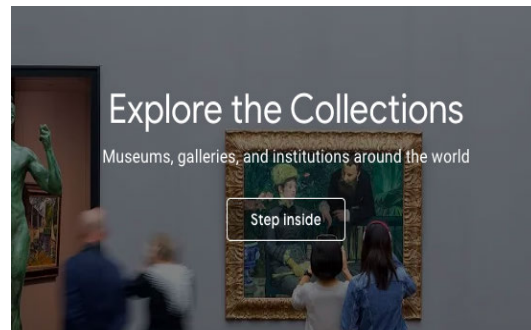 Explore the Collections
Museums, galleries, and institutions around the world
Step inside